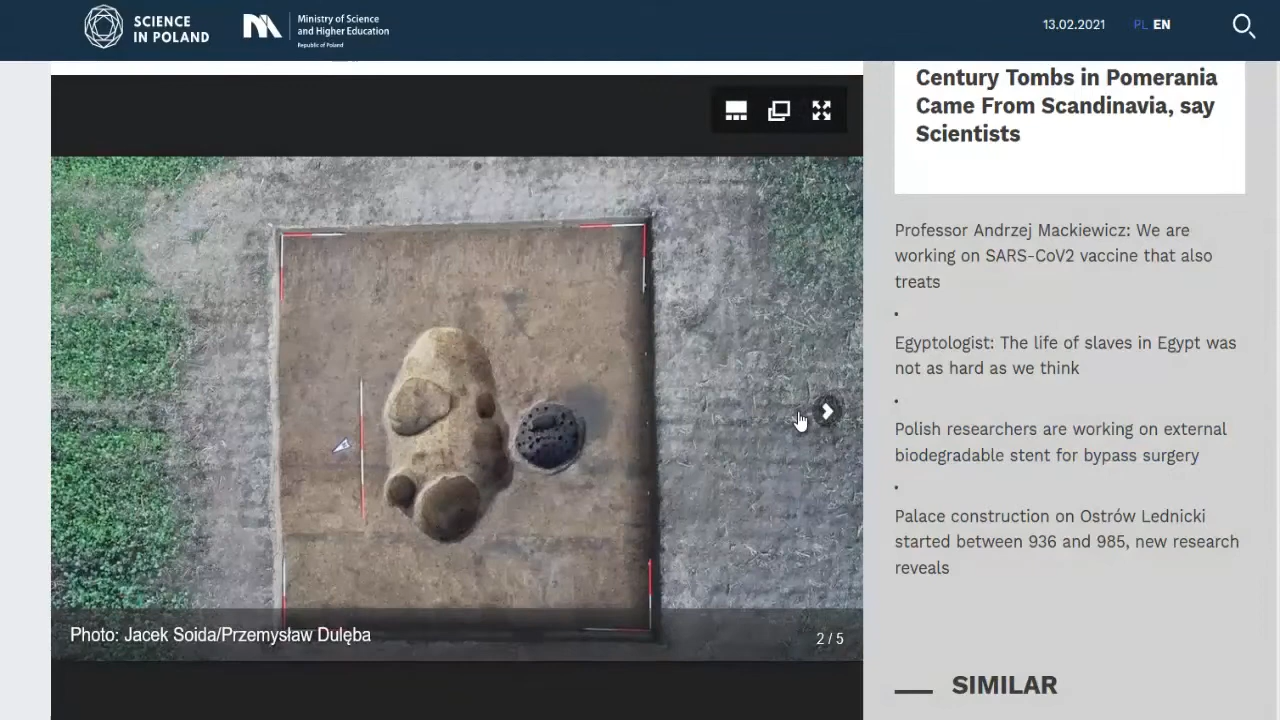 SCIENCE
IN POLAND
Ministry of Science
and Higher Education
Republic of Poland
13.02.2021
PL EN
Century Tombs in Pomerania
Came From Scandinavia, say
Scientists
Professor Andrzej Mackiewicz: We are
working on SARS-CoV2 vaccine that also
treats
Egyptologist: The life of slaves in Egypt was
not as hard as we think
Polish researchers are working on external
biodegradable stent for bypass surgery
Palace construction on Ostrów Lednicki
started between 936 and 985, new research
reveals
Photo: Jacek Soida/Przemysław Dulęba
2 / 5
SIMILAR